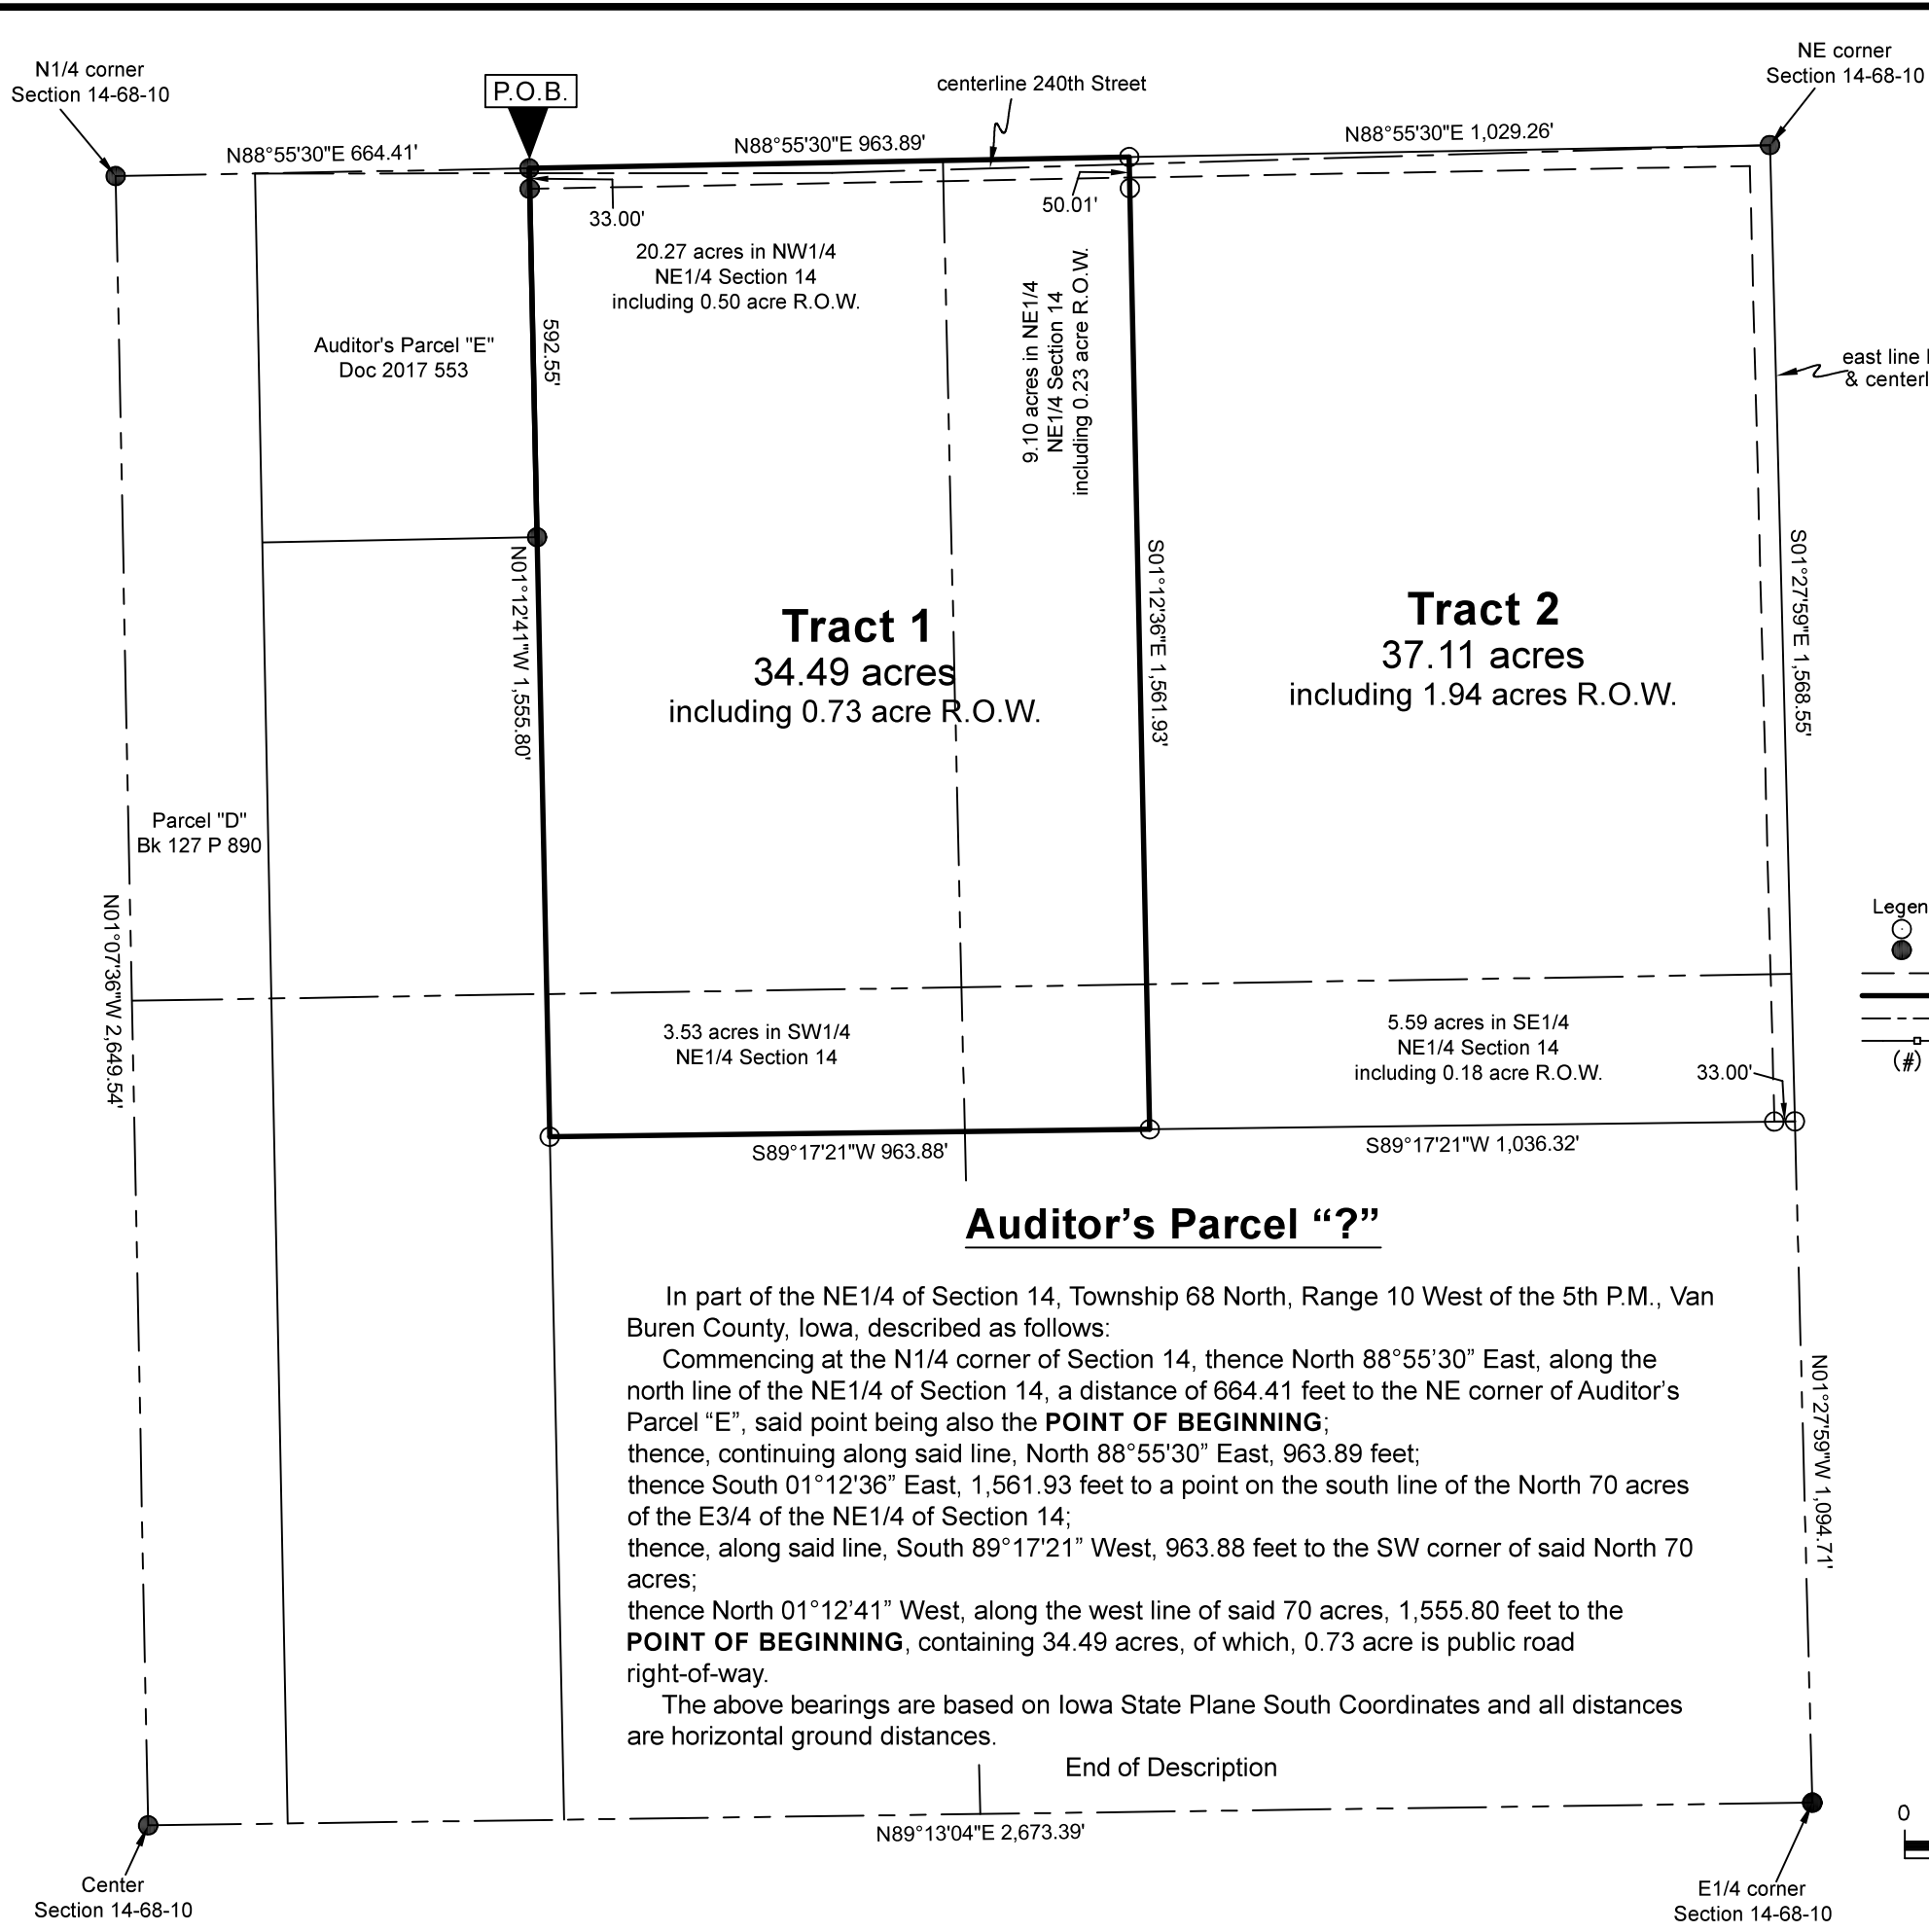 N1/4 corner
Section 14-68-10
P.O.B.
centerline 240th Street
NE corner
Section 14-68-10
N88°55'30"E 664.41'
N88°55'30"E 963.89'
N88°55'30"E 1,029.26'
33.00'
50.01'
20.27 acres in NW1/4
NE1/4 Section 14
including 0.50 acre R.O.W.
9.10 acres in NE1/4
NE1/4 Section 14
including 0.23 acre R.O.W.
Auditor's Parcel "E"
Doc 2017 553
592.55'
east line
& centerl
N01°12'41"W 1,555.80'
S01°12'36"E 1,561.93'
S01°27'59"E 1,568.55'
Tract 1
34.49 acres
including 0.73 acre R.O.W.
Tract 2
37.11 acres
including 1.94 acres R.O.W.
Parcel "D"
Bk 127 P 890
N01°07'36"W 2,649.54'
Legen
(#)
3.53 acres in SW1/4
NE1/4 Section 14
5.59 acres in SE1/4
NE1/4 Section 14
including 0.18 acre R.O.W.
33.00'
S89°17'21"W 963.88'
S89°17'21"W 1,036.32'
Auditor’s Parcel “?”
In part of the NE1/4 of Section 14, Township 68 North, Range 10 West of the 5th P.M., Van
Buren County, Iowa, described as follows:
Commencing at the N1/4 corner of Section 14, thence North 88°55'30” East, along the
north line of the NE1/4 of Section 14, a distance of 664.41 feet to the NE corner of Auditor’s
Parcel “E”, said point being also the POINT OF BEGINNING;
thence, continuing along said line, North 88°55'30” East, 963.89 feet;
thence South 01°12'36” East, 1,561.93 feet to a point on the south line of the North 70 acres
of the E3/4 of the NE1/4 of Section 14;
thence, along said line, South 89°17'21” West, 963.88 feet to the SW corner of said North 70
acres;
thence North 01°12’41” West, along the west line of said 70 acres, 1,555.80 feet to the
POINT OF BEGINNING, containing 34.49 acres, of which, 0.73 acre is public road
right-of-way.
The above bearings are based on Iowa State Plane South Coordinates and all distances
are horizontal ground distances.
End of Description
N01°27'59"W 1,094.71'
N89°13'04"E 2,673.39'
0
Center
Section 14-68-10
E1/4 corner
Section 14-68-10